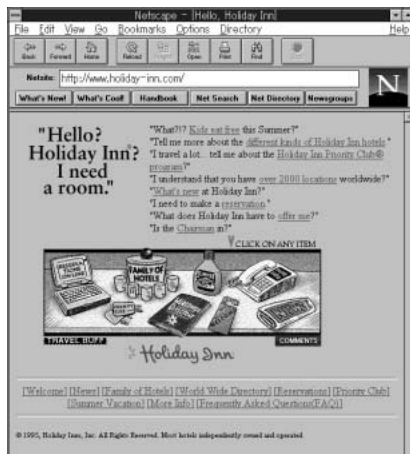 Netscape - [Hello, Holiday Inn]
File Edit View Go Bookmarks Options Directory Help
Back Forward Home Reload Open Print Find
Netsite: http://www.holiday-inn.com/
What's New! What's Cool! Handbook Net Search Net Directory Newsgroups
"Hello?
Holiday Inn?
I need
a room."
"What?!? Kids eat free this Summer?"
"Tell me more about the different kinds of Holiday Inn hotels."
"I travel a lot... tell me about the Holiday Inn Priority Club®
program?"
"I understand that you have over 2000 locations worldwide?"
"What's new at Holiday Inn?"
"I need to make a reservation."
"What does Holiday Inn have to offer me?"
"Is the Chairman in?"
CLICK ON ANY ITEM
FAMILY OF
HOTELS
TRAVEL BUFF
COMMENTS
Holiday Inn
[Welcome] [News] [Family of Hotels] [World Wide Directory] [Reservations] [Priority Club]
[Summer Vacation] [More Info] [Frequently Asked Questions(FAQ)]
© 1995, Holiday Inns, Inc. All Rights Reserved. Most hotels independently owned and operated.